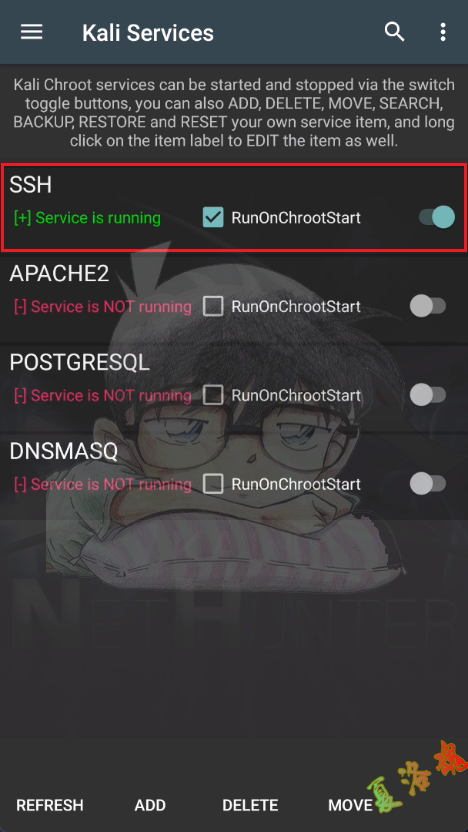 Kali Services
Kali Chroot services can be started and stopped via the switch
toggle buttons, you can also ADD, DELETE, MOVE, SEARCH,
BACKUP, RESTORE and RESET your own service item, and long
click on the item label to EDIT the item as well.
SSH
[+] Service is running RunOnChrootStart
APACHE2
[-] Service is NOT running RunOnChrootStart
POSTGRESQL
[-] Service is NOT running RunOnChrootStart
DNSMASQ
[-] Service is NOT running RunOnChrootStart
NETHUNTER
REFRESH ADD DELETE MOVE
夏洛